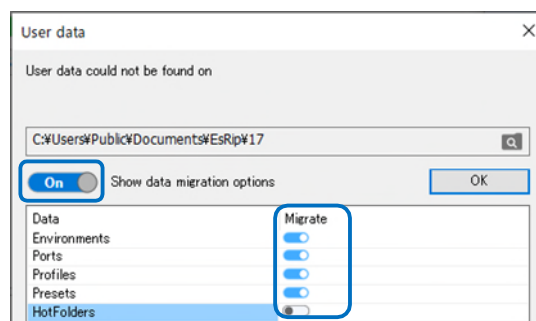 User data
User data could not be found on
C:¥Users¥Public¥Documents¥EsRip¥17
On Show data migration options OK
Data Migrate
Environments
Ports
Profiles
Presets
HotFolders